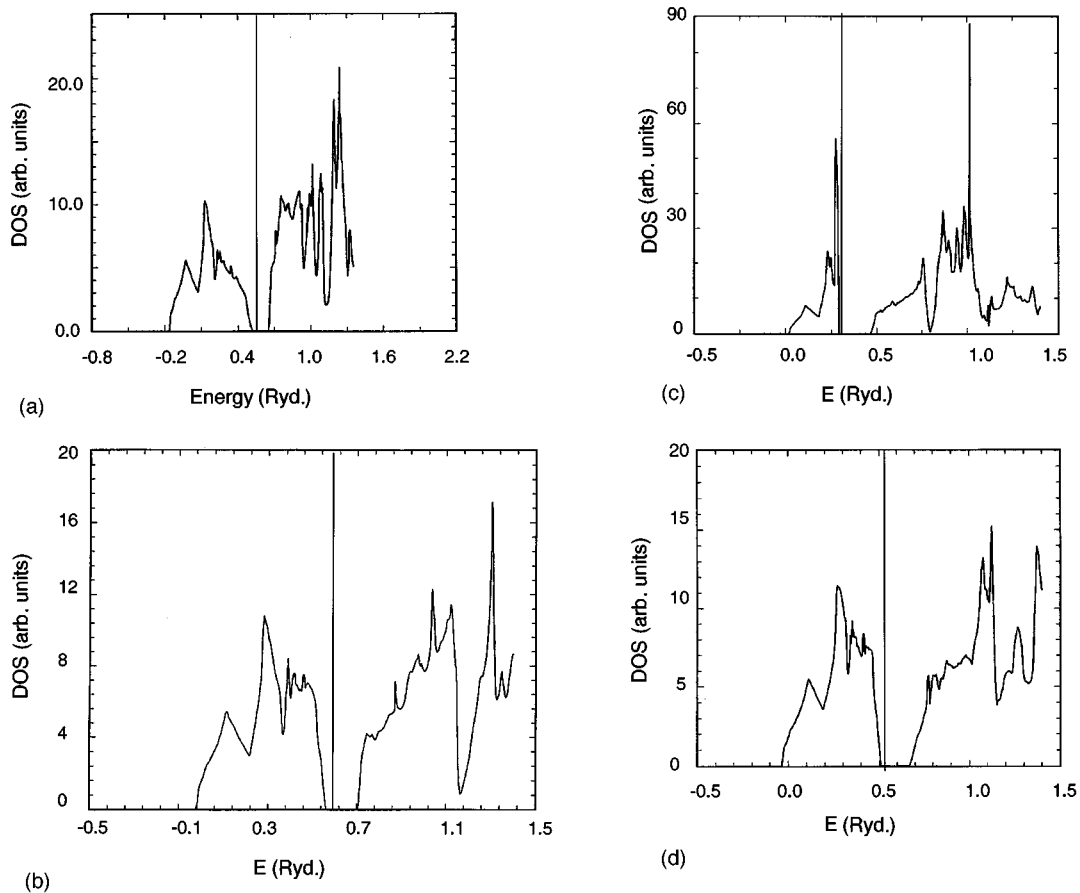 20.0
10.0
0.0
DOS (arb. units)
-0.8 -0.2 0.4 1.0 1.6 2.2
Energy (Ryd.)
(a)
90
60
30
0
DOS (arb. units)
-0.5 0.0 0.5 1.0 1.5
E (Ryd.)
(c)
20
16
12
8
4
0
DOS (arb. units)
-0.5 -0.1 0.3 0.7 1.1 1.5
E (Ryd.)
(b)
20
15
10
5
0
DOS (arb. units)
-0.5 0.0 0.5 1.0 1.5
E (Ryd.)
(d)